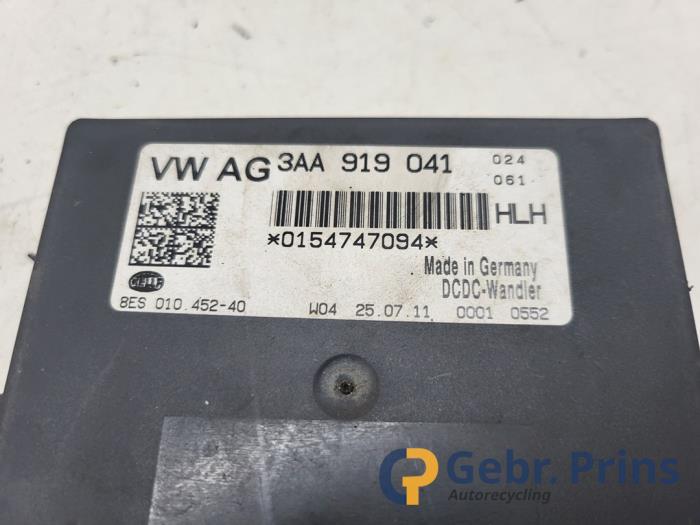 VW AG 3AA 919 041 024
061
HLH
*0154747094*
Made in Germany
DCDC-Wandler
HELLA
8ES 010.452-40 W04 25.07.11 0001 0552
Gebr. Prins
Autorecycling